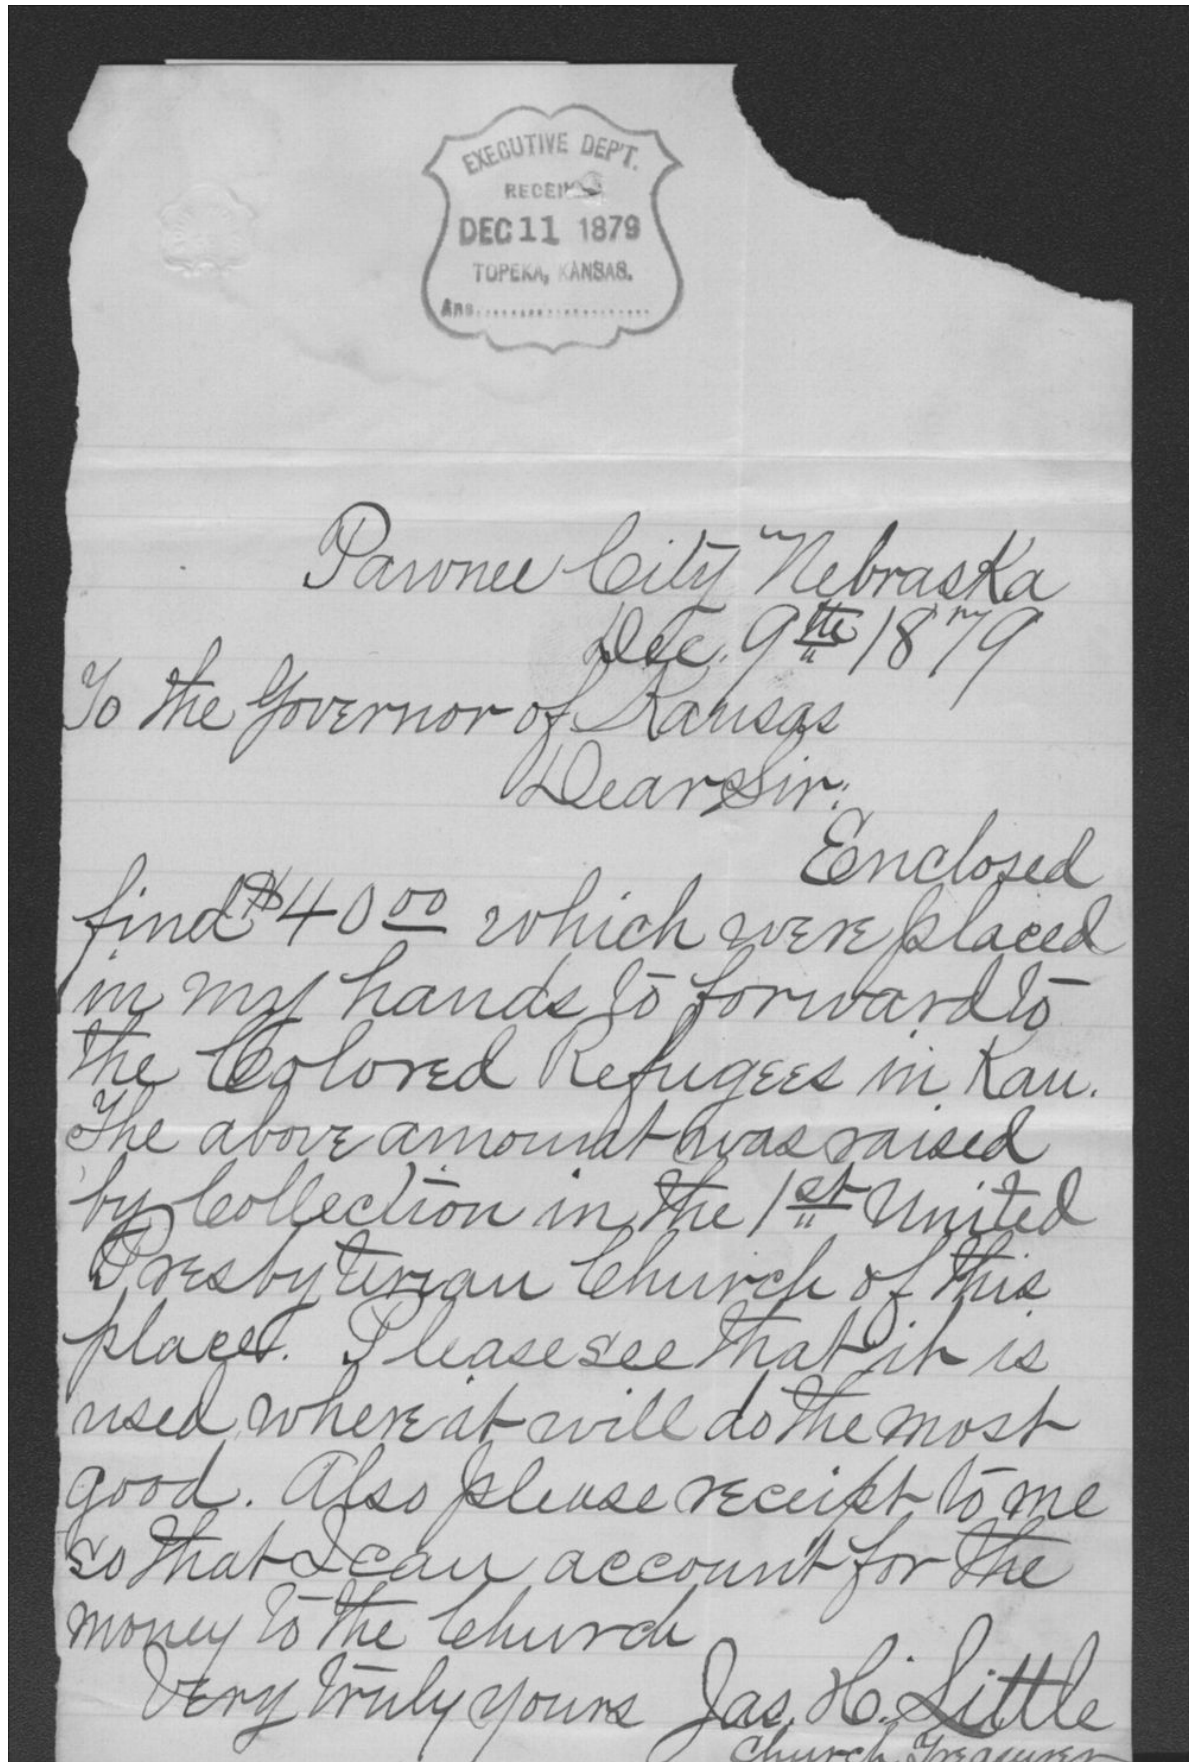 EXECUTIVE DEP'T.
RECEIVED
DEC 11 1879
TOPEKA, KANSAS.
Ans....................
Pawnee City Nebraska
Dec. 9th 1879
To the Governor of Kansas
Dear Sir:
Enclosed
find $40 00 which were placed
in my hands to forward to
the Colored Refugees in Kan.
The above amount was raised
by Collection in the 1st United
Presbyterian Church of this
place. Please see that it is
used where it will do the most
good. Also please receipt to me
so that I can account for the
money to the Church
Very truly yours Jas. H. Little
Church Treasurer